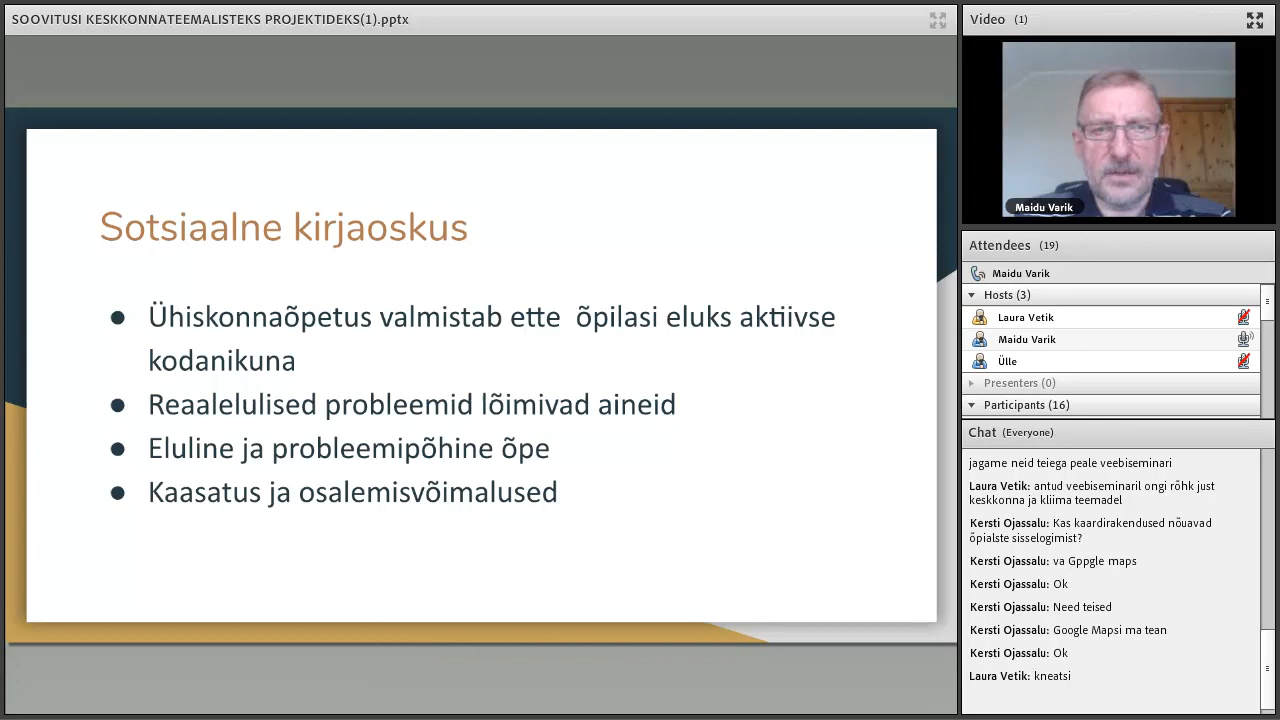 SOOVITUSI KESKKONNATEEMALISTEKS PROJEKTIDEKS(1).pptx
Sotsiaalne kirjaoskus
● Ühiskonnaõpetus valmistab ette  õpilasi eluks aktiivse
kodanikuna
● Reaalelulised probleemid lõimivad aineid
● Eluline ja probleemipõhine õpe
● Kaasatus ja osalemisvõimalused
Video (1)
Maidu Varik
Attendees (19)
Maidu Varik
Hosts (3)
Laura Vetik
Maidu Varik
Ülle
Presenters (0)
Participants (16)
Chat (Everyone)
jagame neid teiega peale veebiseminari
Laura Vetik: antud veebiseminaril ongi rõhk just
keskkonna ja kliima teemadel
Kersti Ojassalu: Kas kaardirakendused nõuavad
õpialste sisselogimist?
Kersti Ojassalu: va Gppgle maps
Kersti Ojassalu: Ok
Kersti Ojassalu: Need teised
Kersti Ojassalu: Google Mapsi ma tean
Kersti Ojassalu: Ok
Laura Vetik: kneatsi